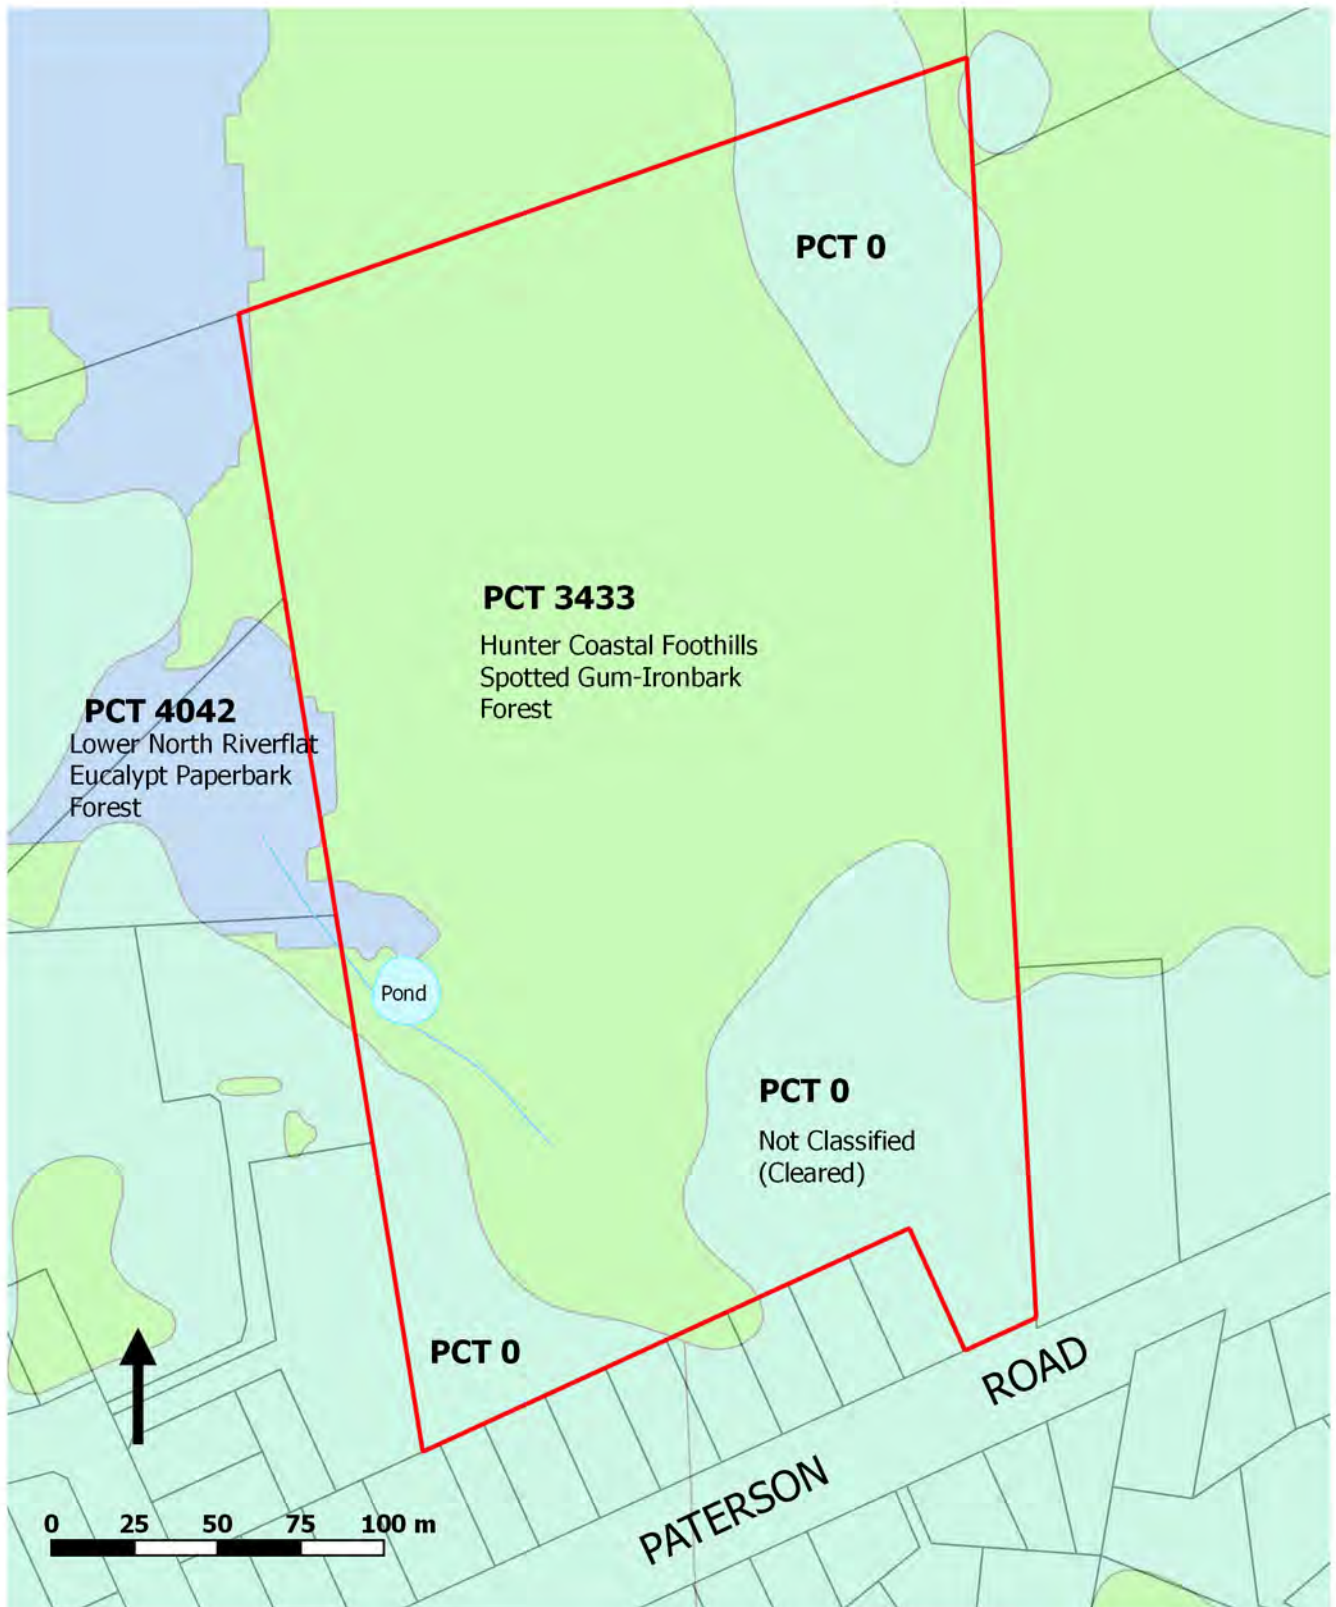 PCT 0
PCT 3433
Hunter Coastal Foothills
Spotted Gum-Ironbark
Forest
PCT 4042
Lower North Riverflat
Eucalypt Paperbark
Forest
Pond
PCT 0
Not Classified
(Cleared)
PCT 0
PATERSON ROAD
0 25 50 75 100 m